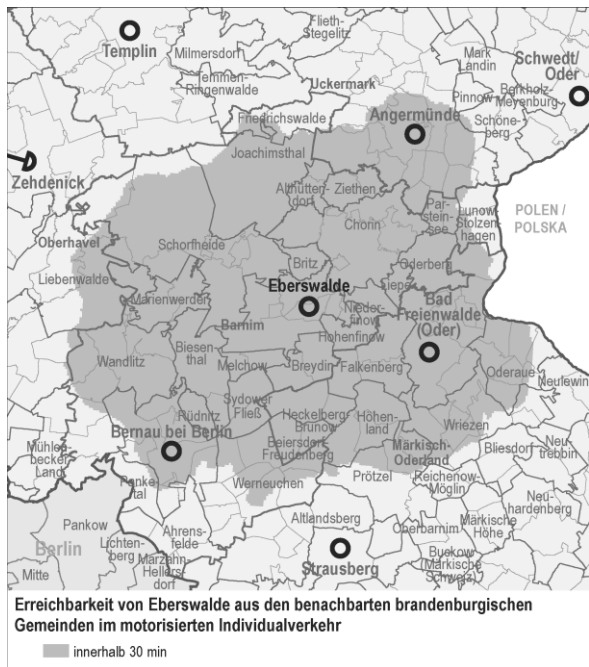 Templin
Milmersdorf
Flieth-
Stegelitz
Temmen-
Ringenwalde
Uckermark
Mark
Landin
Schwedt/
Oder
Pinnow
Berkholz-
Meyenburg
Schöne-
berg
Friedrichswalde
Angermünde
Joachimsthal
Zehdenick
Althütten-
dorf
Ziethen
Par-
stein-
see
Lunow-
Stolzen-
hagen
POLEN /
POLSKA
Chorin
Oberhavel
Schorfheide
Liebenwalde
Britz
Oderberg
Liepe
Eberswalde
Marienwerder
Barnim
Nieder-
finow
Hohenfinow
Bad
Freienwalde
(Oder)
Wandlitz
Biesen-
thal
Melchow
Breydin
Falkenberg
Oderaue
Neulewin
Sydower
Fließ
Rüdnitz
Bernau bei Berlin
Heckelberg-
Brunow
Höhen-
land
Wriezen
Beiersdorf-
Freudenberg
Märkisch-
Oderland
Bliesdorf
Neu-
trebbin
Mühlen-
becker
Land
Panke-
tal
Werneuchen
Prötzel
Reichenow-
Möglin
Neu-
hardenberg
Pankow
Berlin
Lichten-
berg
Ahrens-
felde
Altlandsberg
Oberbarnim
Märkische
Höhe
Mitte
Marzahn-
Hellers-
dorf
Strausberg
Buckow
(Märkische
Schweiz)
Erreichbarkeit von Eberswalde aus den benachbarten brandenburgischen
Gemeinden im motorisierten Individualverkehr
innerhalb 30 min